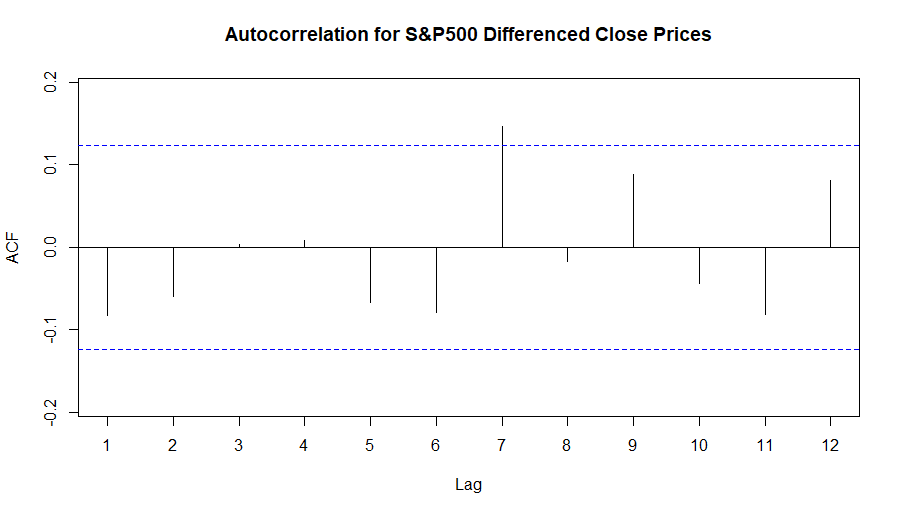 Autocorrelation for S&P500 Differenced Close Prices
0.2
0.1
0.0
-0.1
-0.2
ACF
1 2 3 4 5 6 7 8 9 10 11 12
Lag